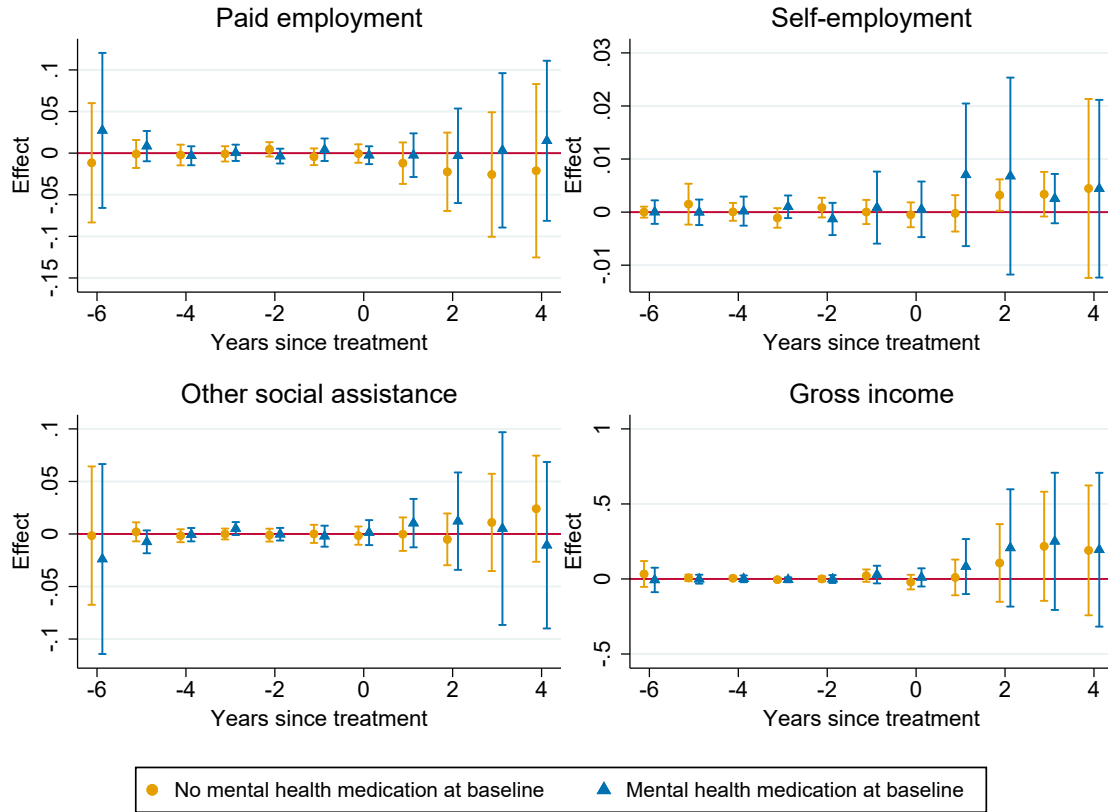 Paid employment
Effect
.1
.05
0
-.05
-.1
-.15
-6 -4 -2 0 2 4
Years since treatment
Self-employment
Effect
.03
.02
.01
0
-.01
-6 -4 -2 0 2 4
Years since treatment
Other social assistance
Effect
.1
.05
0
-.05
-.1
-6 -4 -2 0 2 4
Years since treatment
Gross income
Effect
1
.5
0
-.5
-6 -4 -2 0 2 4
Years since treatment
No mental health medication at baseline Mental health medication at baseline